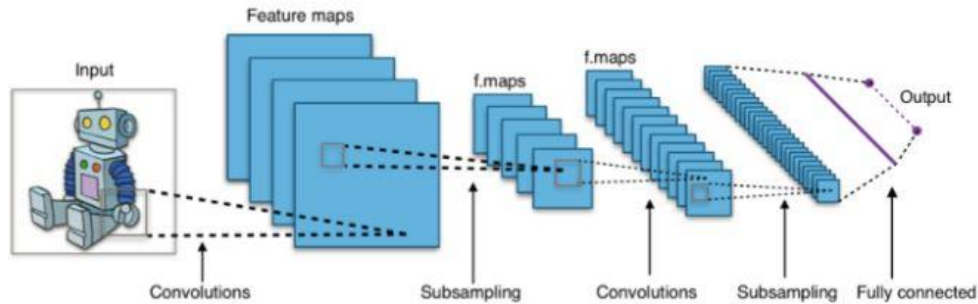 Feature maps
Input
f.maps
f.maps
Output
Convolutions
Subsampling
Convolutions
Subsampling
Fully connected